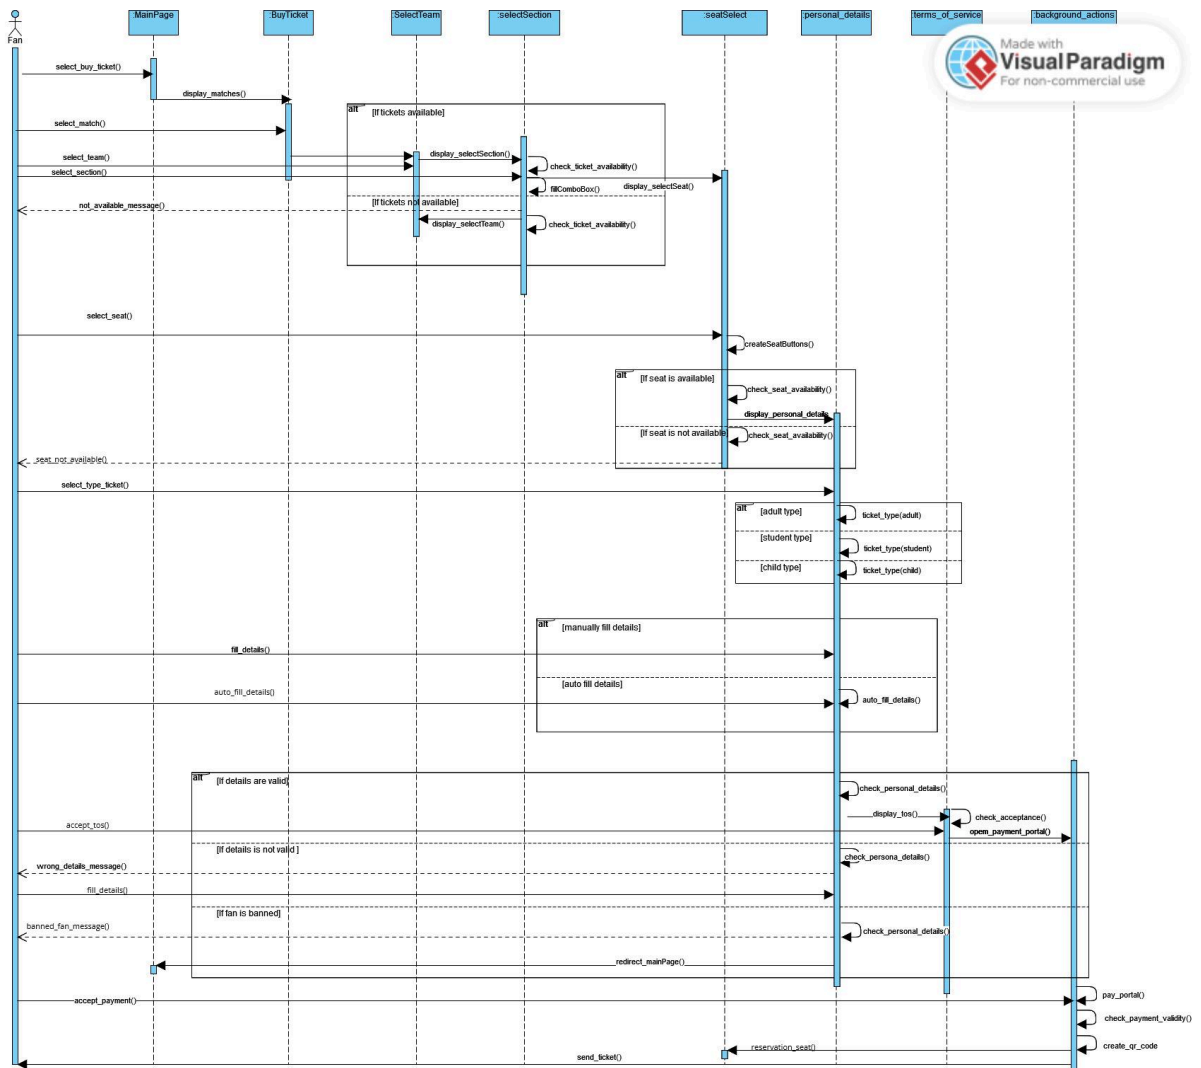 :MainPage
:BuyTicket
:SelectTeam
:selectSection
:seatSelect
:personal_details
:terms_of_service
:background_actions
Fan
Made with
Visual Paradigm
For non-commercial use
select_buy_ticket()
display_matches()
alt
[If tickets available]
select_match()
select_team()
display_selectSection()
check_ticket_availability()
select_section()
fillComboBox()
display_selectSeat()
[If tickets not available]
not_available_message()
display_selectTeam()
check_ticket_availability()
select_seat()
createSeatButtons()
alt
[If seat is available]
check_seat_availability()
display_personal_details
[If seat is not available]
check_seat_availability()
seat_not_available()
select_type_ticket()
alt
[adult type]
ticket_type(adult)
[student type]
ticket_type(student)
[child type]
ticket_type(child)
alt
[manually fill details]
fill_details()
[auto fill details]
auto_fill_details()
auto_fill_details()
alt
[If details are valid]
check_personal_details()
display_tos()
check_acceptance()
accept_tos()
opem_payment_portal()
[If details is not valid ]
check_persona_details()
wrong_details_message()
fill_details()
[If fan is banned]
banned_fan_message()
check_personal_details()
redirect_mainPage()
accept_payment()
pay_portal()
check_payment_validity()
reservation_seat()
create_qr_code
send_ticket()